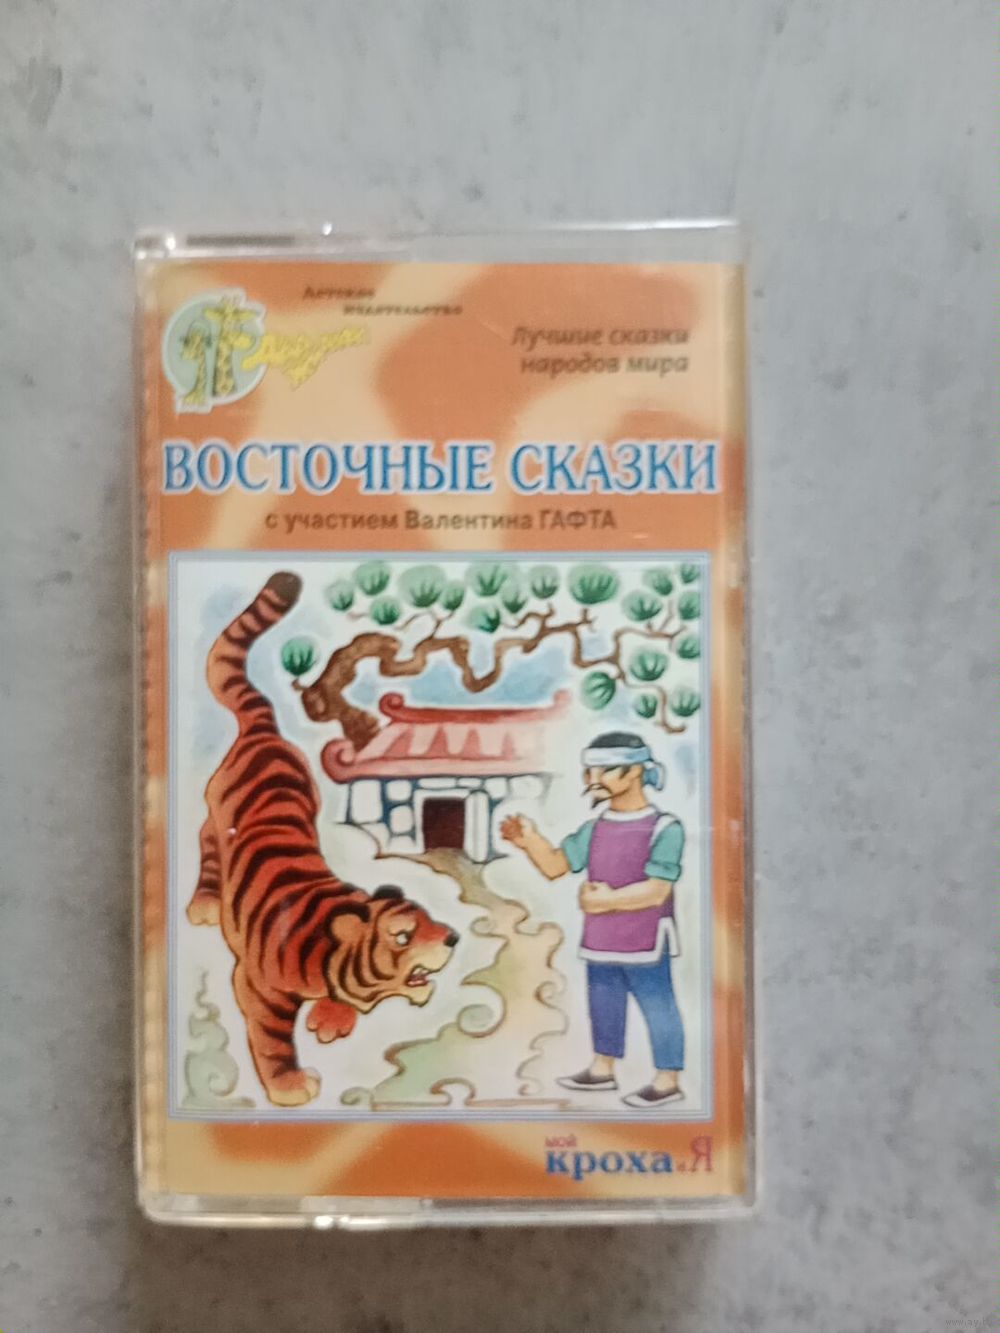 Детское
издательство
Лучшие сказки
народов мира
ВОСТОЧНЫЕ СКАЗКИ
с участием Валентина ГАФТА
мой
кроха и Я